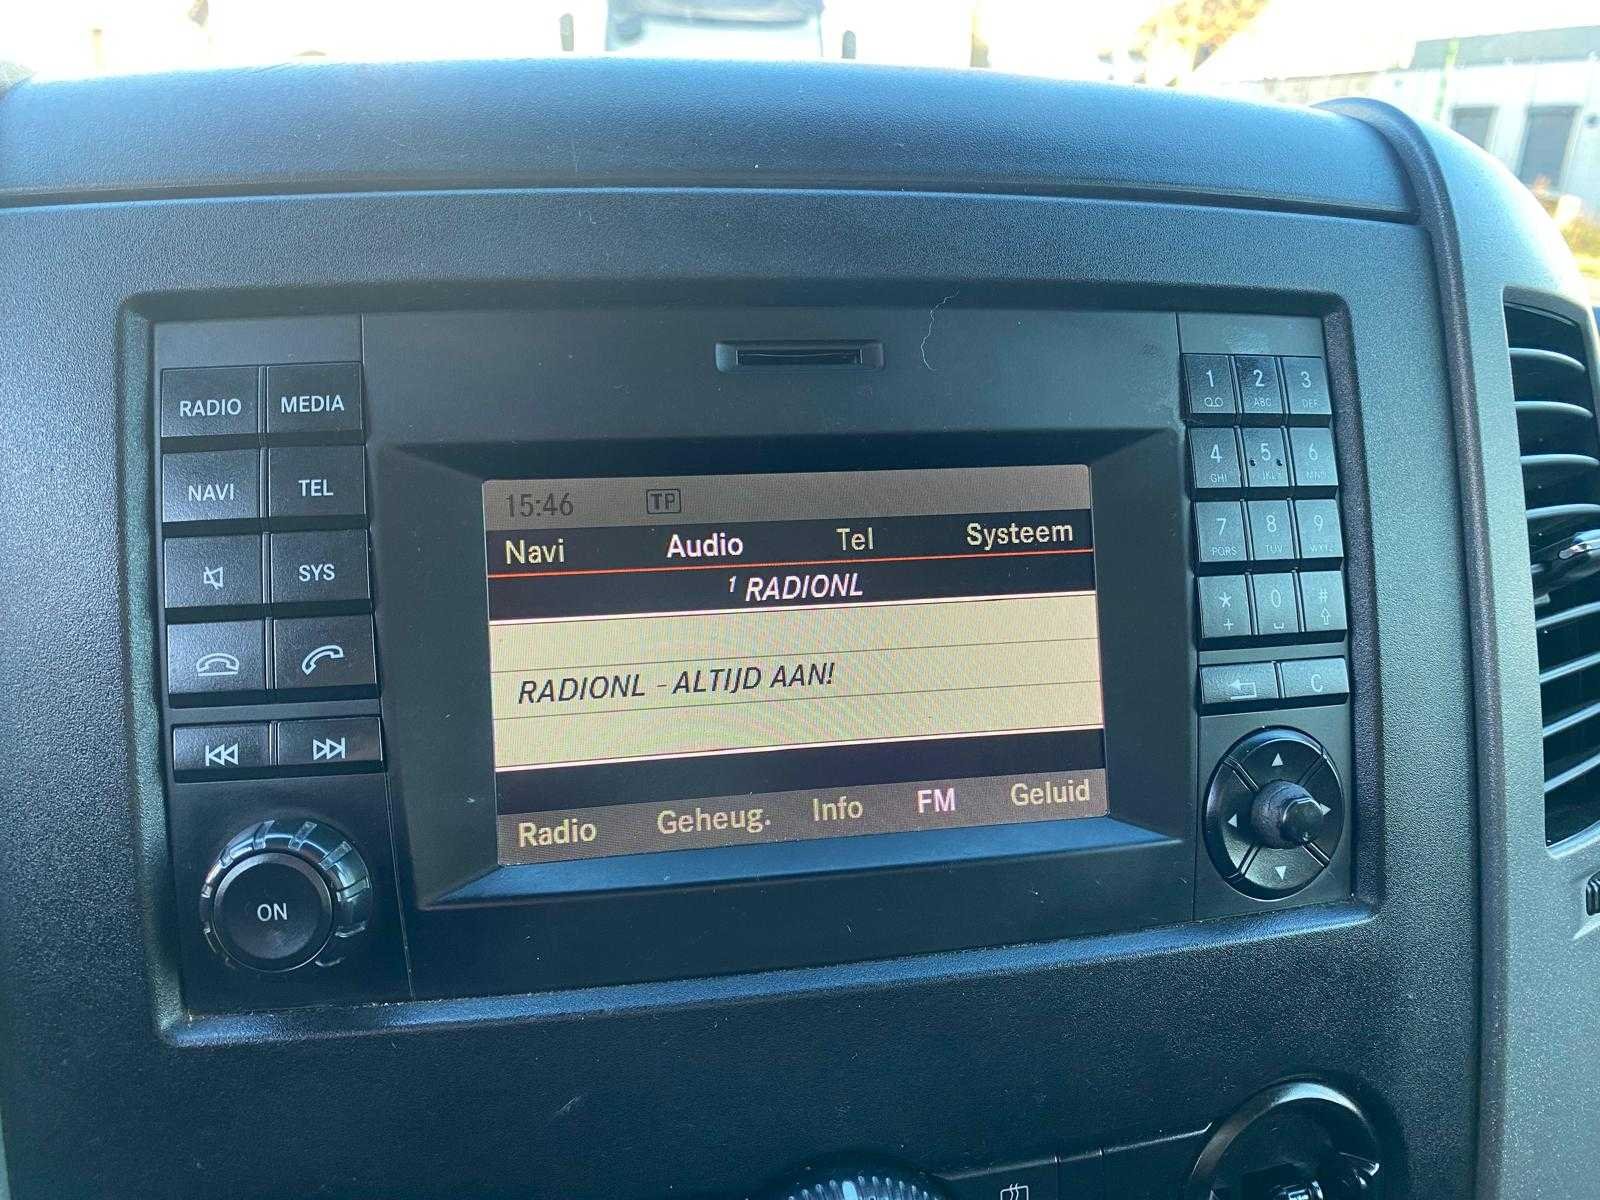 RADIO MEDIA
NAVI TEL
SYS
ON
15:46 TP
Navi Audio Tel Systeem
1 RADIONL
RADIONL - ALTIJD AAN!
Radio Geheug. Info FM Geluid
1 2 3
ABC DEF
4 5 6
GHI JKL MNO
7 8 9
PQRS TUV WXYZ
* 0 #
+
C